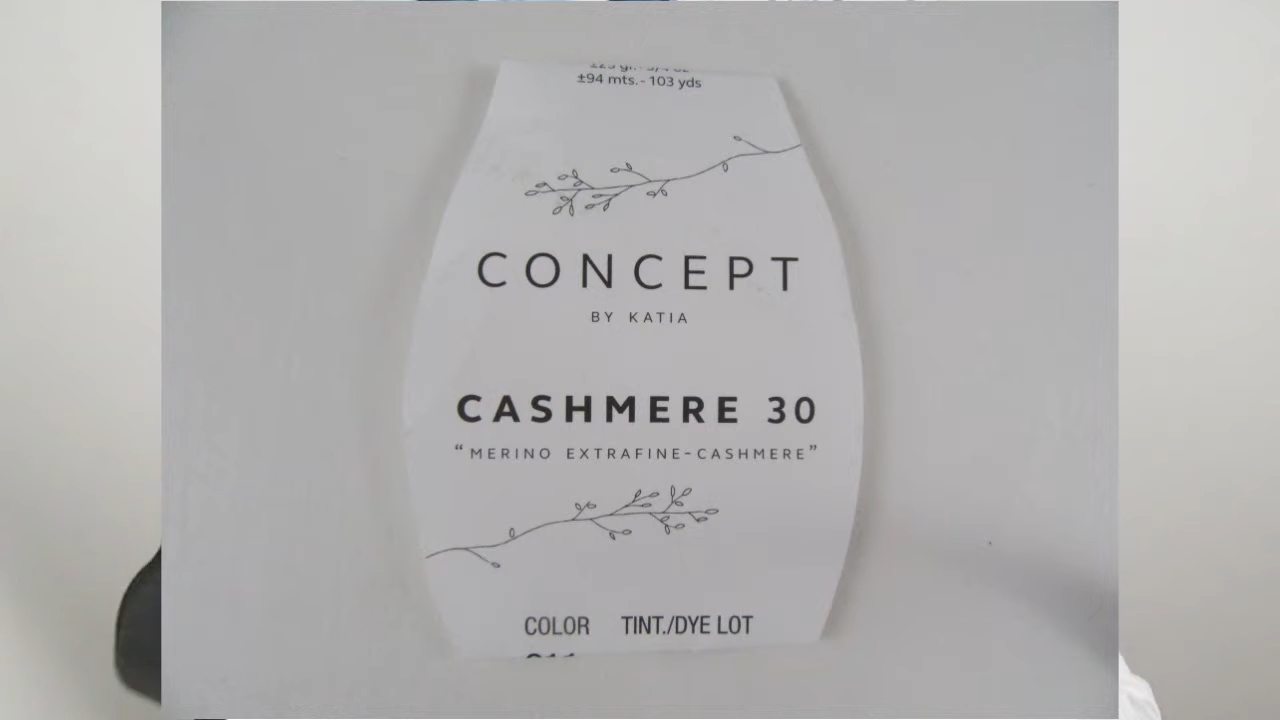 ±94 mts. - 103 yds
CONCEPT
BY KATIA
CASHMERE 30
“MERINO EXTRAFINE-CASHMERE”
COLOR TINT./DYE LOT